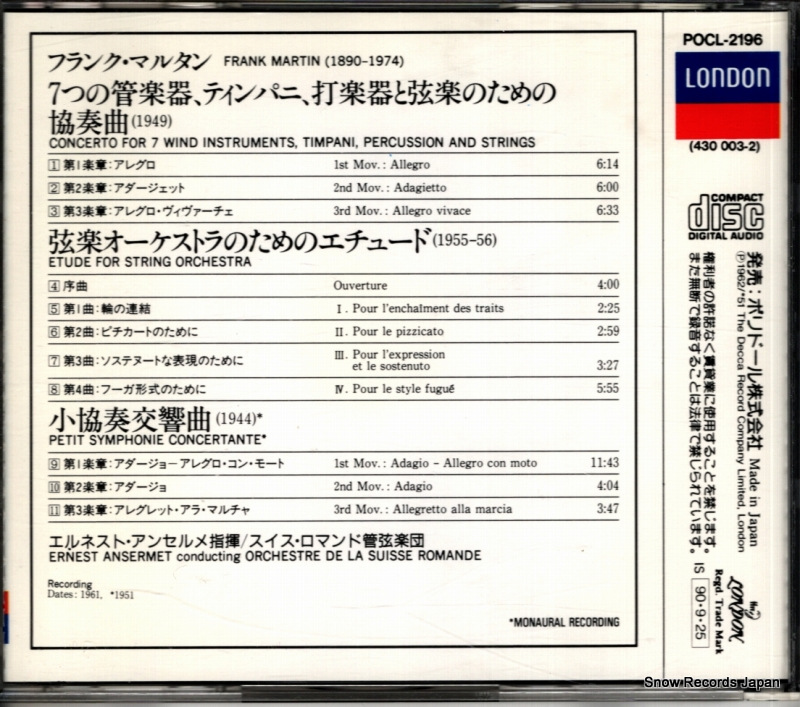 フランク・マルタン FRANK MARTIN (1890-1974)
7つの管楽器、ティンパニ、打楽器と弦楽のための
協奏曲(1949)
CONCERTO FOR 7 WIND INSTRUMENTS, TIMPANI, PERCUSSION AND STRINGS
1 第1楽章:アレグロ 1st Mov.: Allegro 6:14
2 第2楽章:アダージェット 2nd Mov.: Adagietto 6:00
3 第3楽章:アレグロ・ヴィヴァーチェ 3rd Mov.: Allegro vivace 6:33
弦楽オーケストラのためのエチュード(1955-56)
ETUDE FOR STRING ORCHESTRA
4 序曲 Ouverture 4:00
5 第1曲:輪の連結 I. Pour l'enchaîment des traits 2:25
6 第2曲:ピチカートのために II. Pour le pizzicato 2:59
7 第3曲:ソステヌートな表現のために III. Pour l'expression
et le sostenuto 3:27
8 第4曲:フーガ形式のために IV. Pour le style fugué 5:55
小協奏交響曲(1944)*
PETIT SYMPHONIE CONCERTANTE*
9 第1楽章:アダージョ-アレグロ・コン・モート 1st Mov.: Adagio - Allegro con moto 11:43
10 第2楽章:アダージョ 2nd Mov.: Adagio 4:04
11 第3楽章:アレグレット・アラ・マルチャ 3rd Mov.: Allegretto alla marcia 3:47
エルネスト・アンセルメ指揮/スイス・ロマンド管弦楽団
ERNEST ANSERMET conducting ORCHESTRE DE LA SUISSE ROMANDE
Recording
Dates: 1961, *1951
*MONAURAL RECORDING
POCL-2196
LONDON
(430 003-2)
COMPACT
disc
DIGITAL AUDIO
発売:ポリドール株式会社 Made in Japan
℗1962/*51 The Decca Record Company Limited, London
権利者の許諾なく賃貸業に使用することを禁じます。
また無断で録音することは法律で禁じられています。
IS 90・9・25
LONDON
Regd. Trade Mark
Snow Records Japan